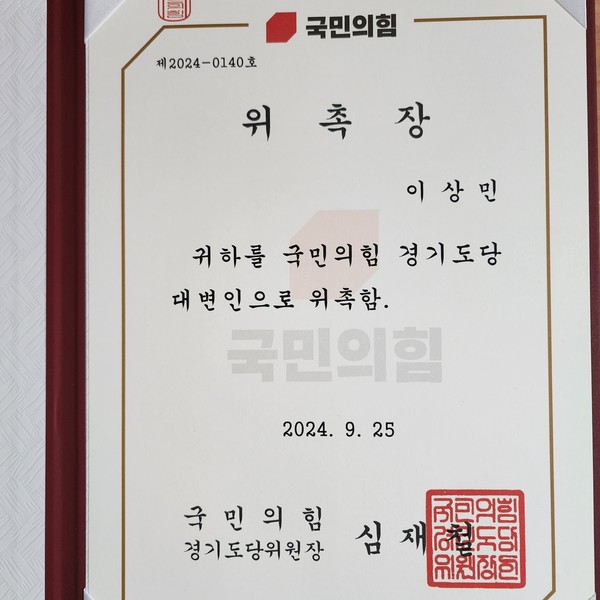 국민의힘
제2024-0140호
위 촉 장
이 상 민
귀하를 국민의힘 경기도당
대변인으로 위촉함.
국민의힘
2024. 9. 25
국 민 의 힘
경기도당위원장 심 재 철